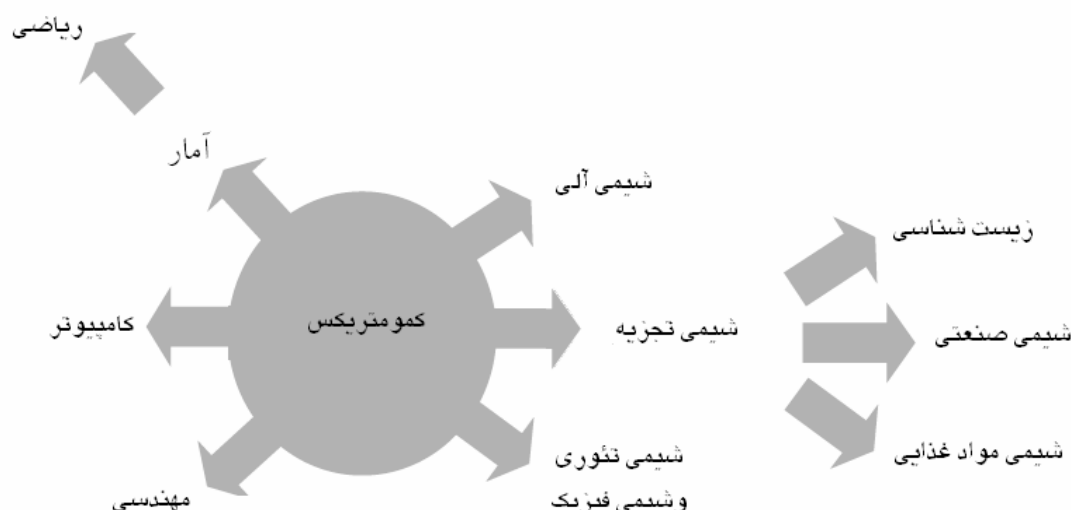 ریاضی
آمار
شیمی آلی
زیست شناسی
کامپیوتر
کمومتریکس
شیمی تجزیه
شیمی صنعتی
شیمی تئوری
و شیمی فیزیک
شیمی مواد غذایی
مهندسی